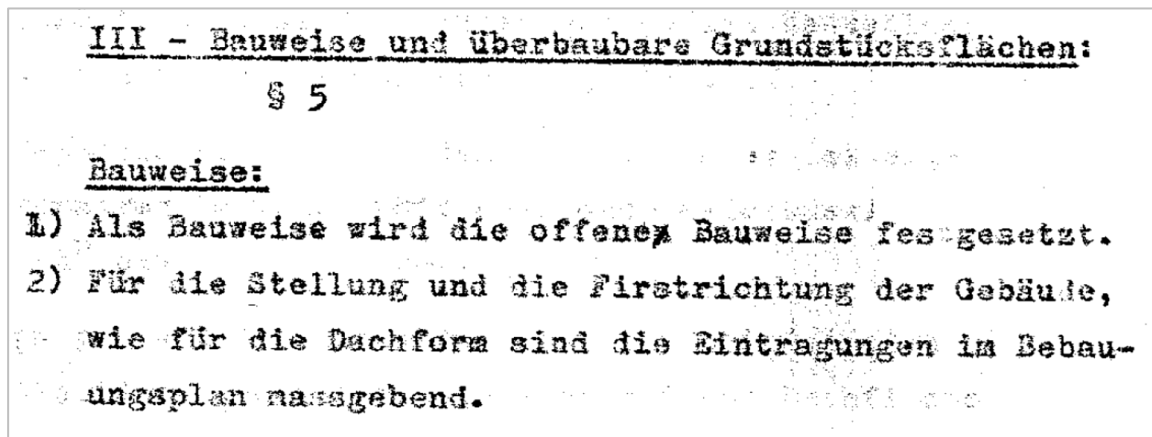 III - Bauweise und überbaubare Grundstücksflächen:
§ 5
Bauweise:
1) Als Bauweise wird die offene Bauweise festgesetzt.
2) Für die Stellung und die Firstrichtung der Gebäude,
wie für die Dachform sind die Eintragungen im Bebau-
ungsplan massgebend.